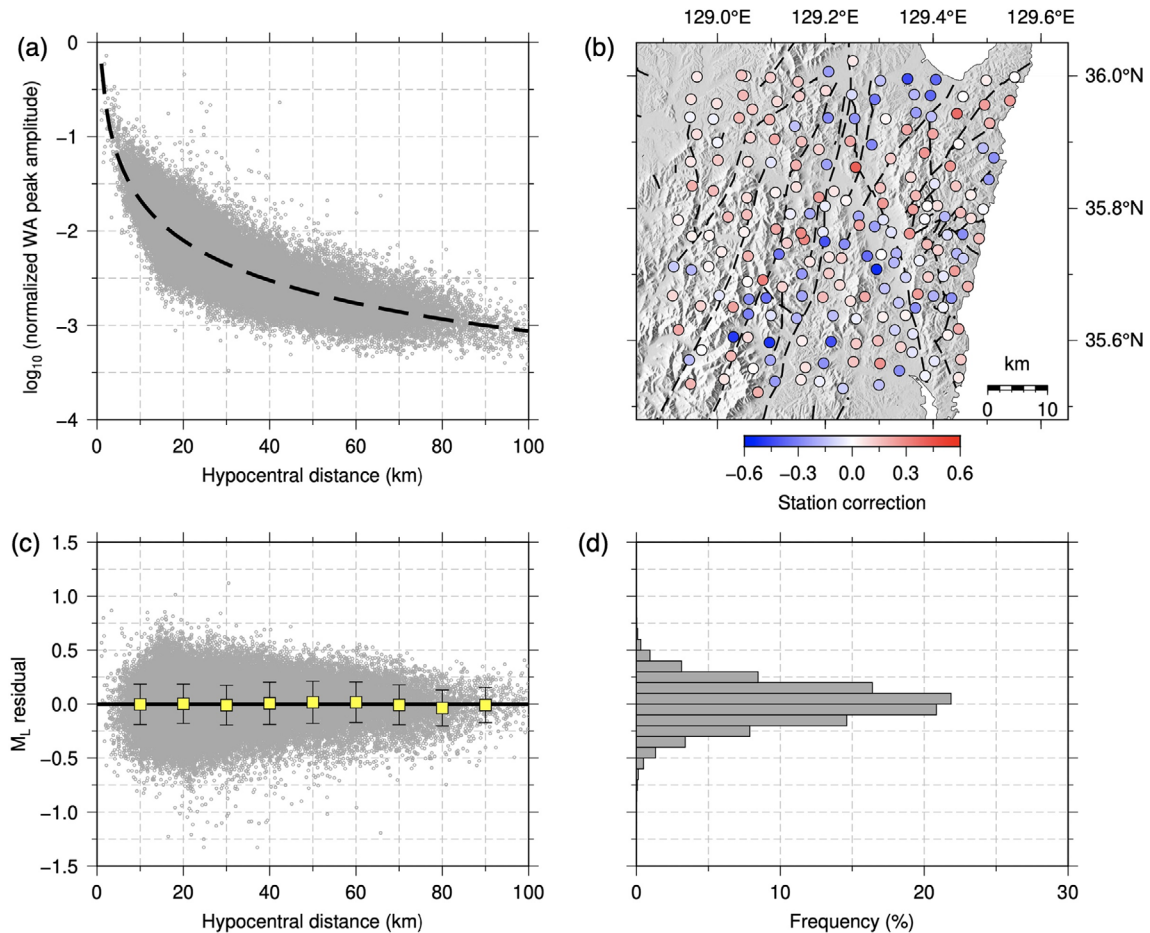 (a)
0
−1
−2
−3
−4
log10 (normalized WA peak amplitude)
0 20 40 60 80 100
Hypocentral distance (km)
(b)
129.0°E 129.2°E 129.4°E 129.6°E
36.0°N
35.8°N
35.6°N
km
0 10
−0.6 −0.3 0.0 0.3 0.6
Station correction
(c)
1.5
1.0
0.5
0.0
−0.5
−1.0
−1.5
ML residual
0 20 40 60 80 100
Hypocentral distance (km)
(d)
0 10 20 30
Frequency (%)